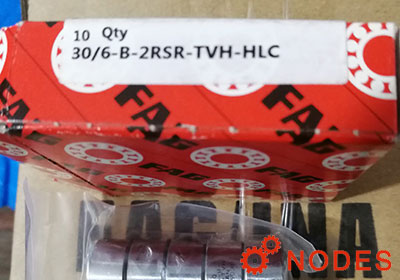 10 Qty
30/6-B-2RSR-TVH-HLC
FAG
FAG
FAG
NODES